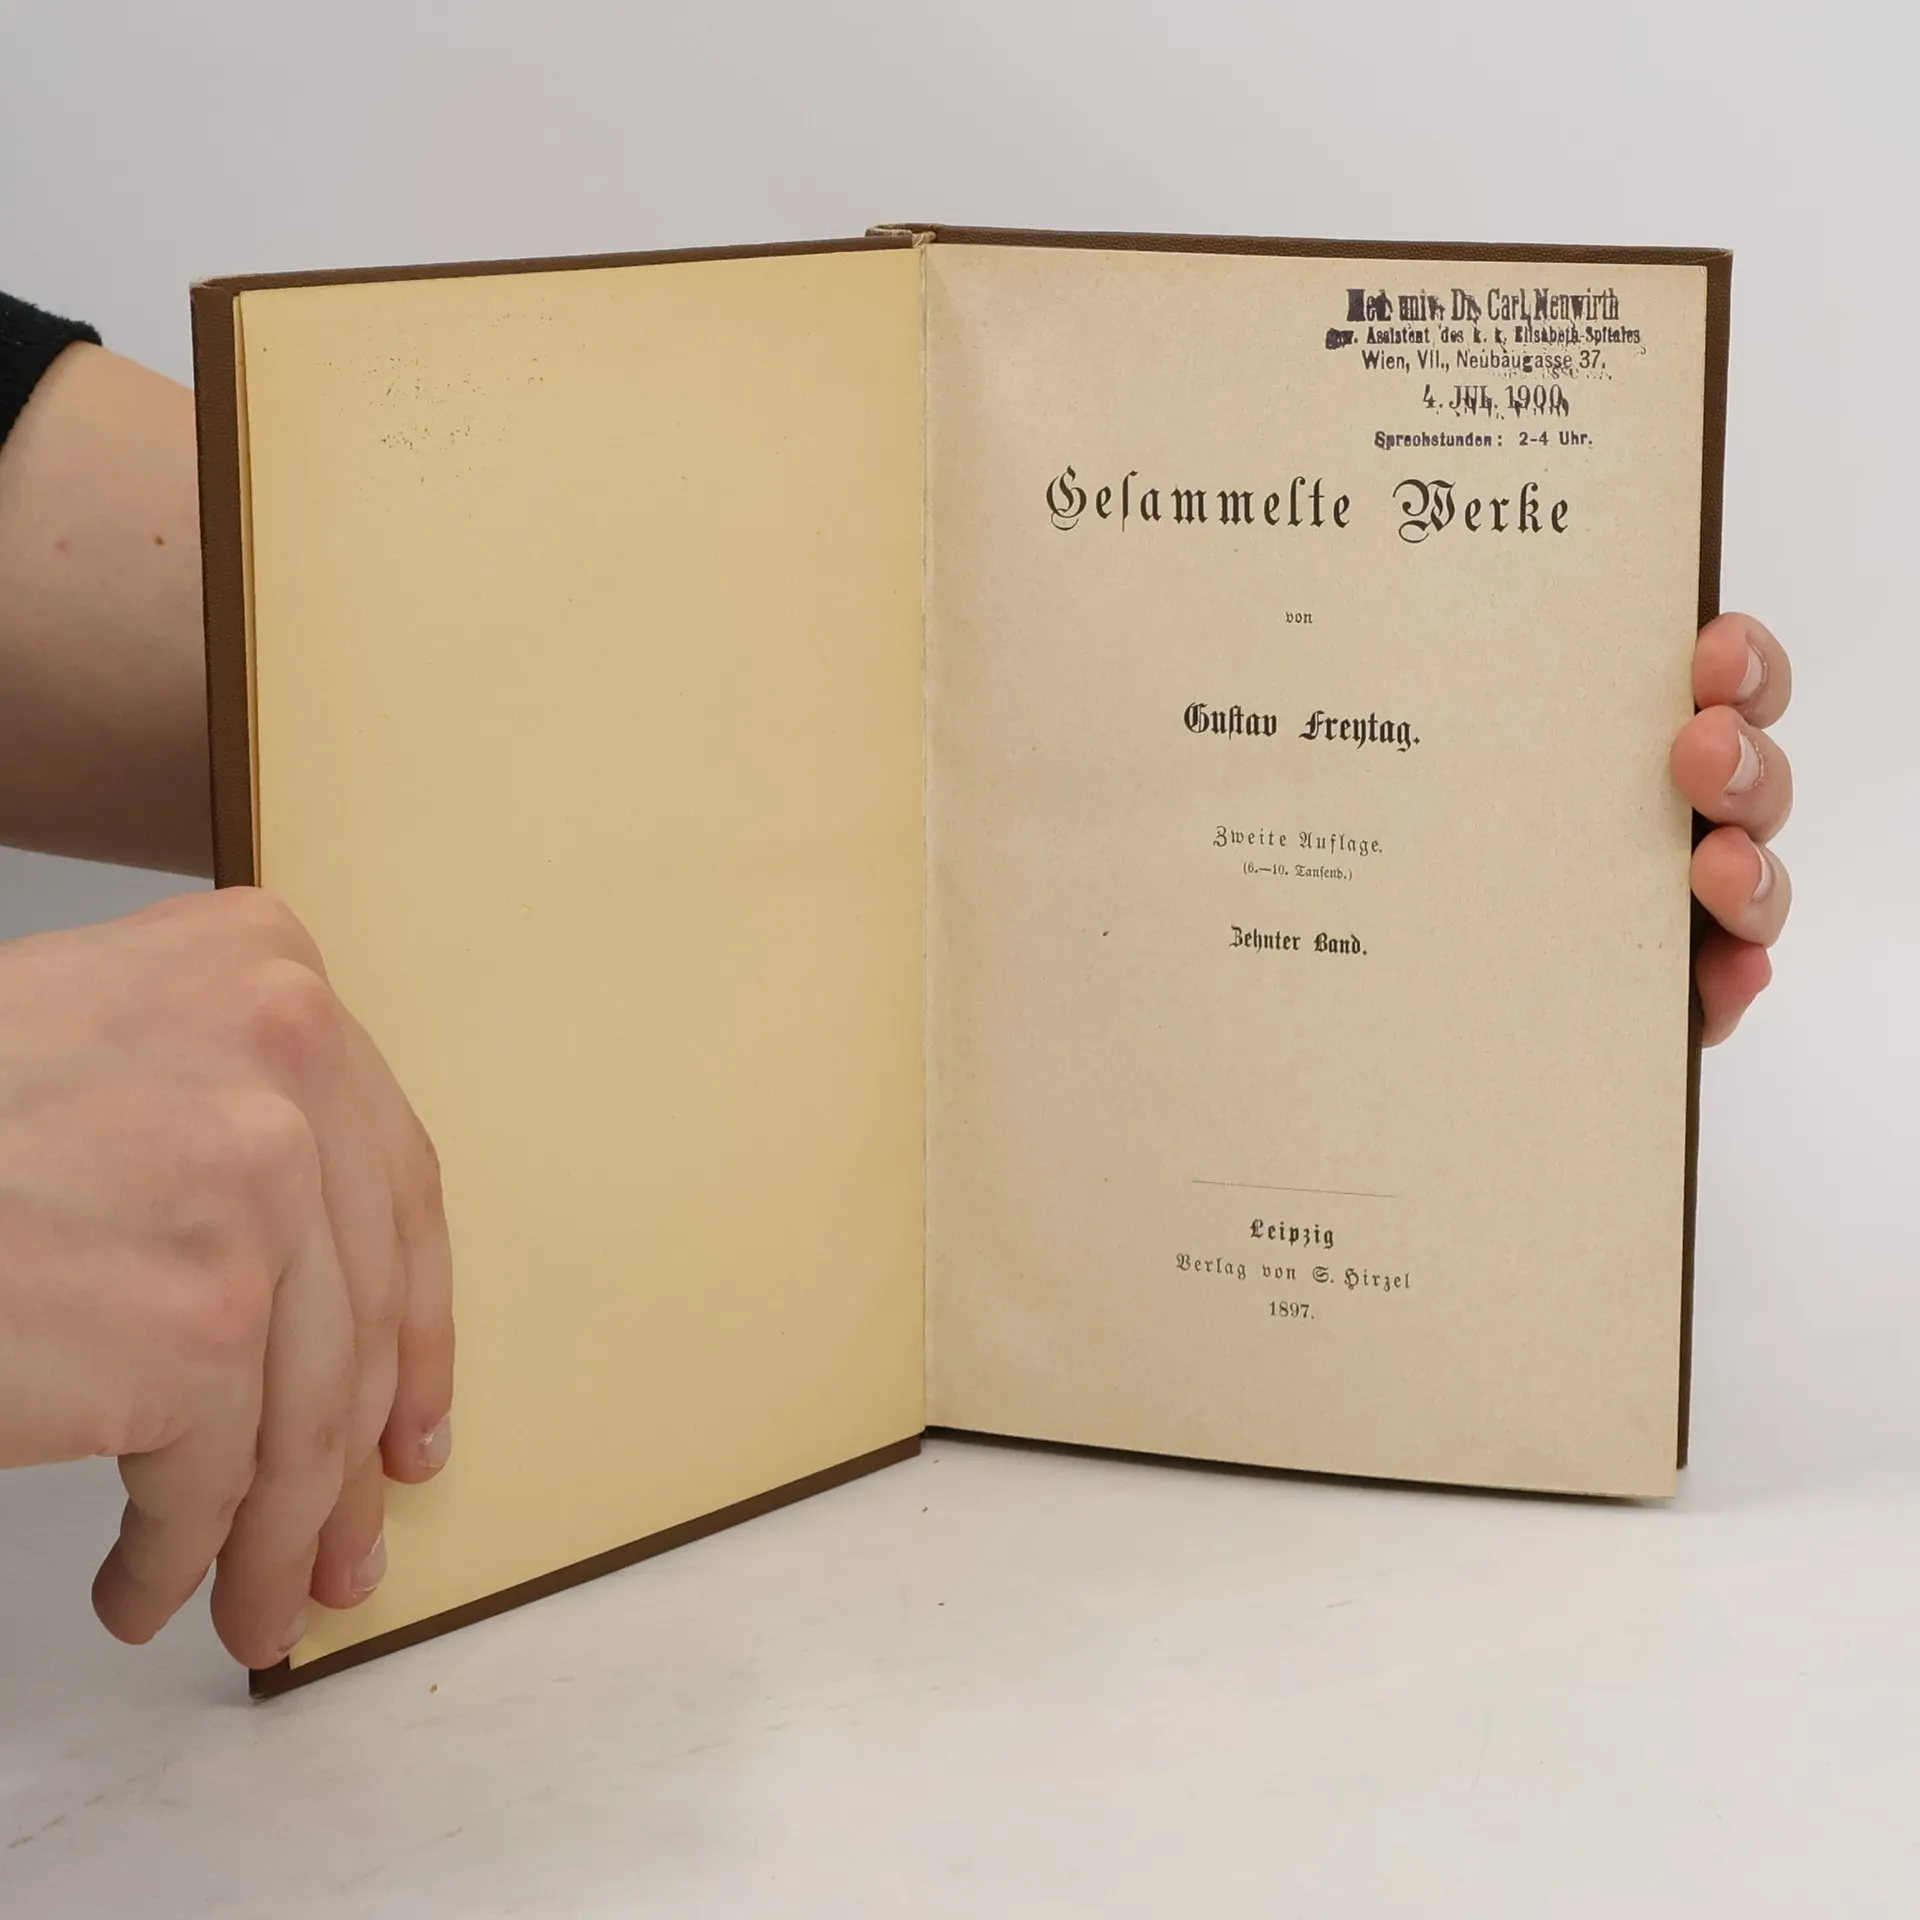 Med. univ. Dr. Carl Neuwirth
gew. Assistent des k. k. Elisabeth-Spitales
Wien, VII., Neubaugasse 37.
4. JUL. 1900
Sprechstunden: 2-4 Uhr.
Geſammelte Werke
von
Guſtav Freytag.
Zweite Auflage.
(6.—10. Tauſend.)
Zehnter Band.
Leipzig
Verlag von S. Hirzel
1897.